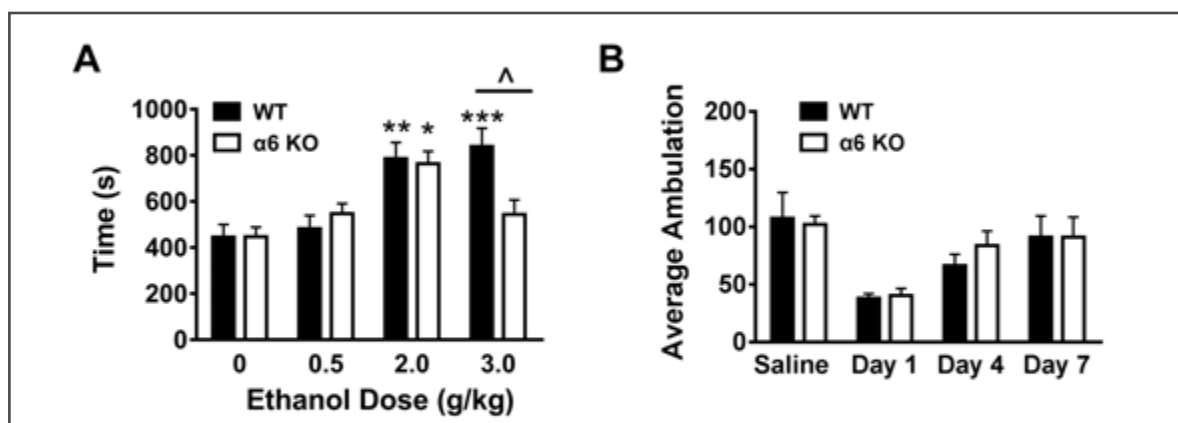 A
Time (s)
1000
800
600
400
200
0
WT
α6 KO
** * *** ^
0 0.5 2.0 3.0
Ethanol Dose (g/kg)
B
Average Ambulation
200
150
100
50
0
WT
α6 KO
Saline Day 1 Day 4 Day 7